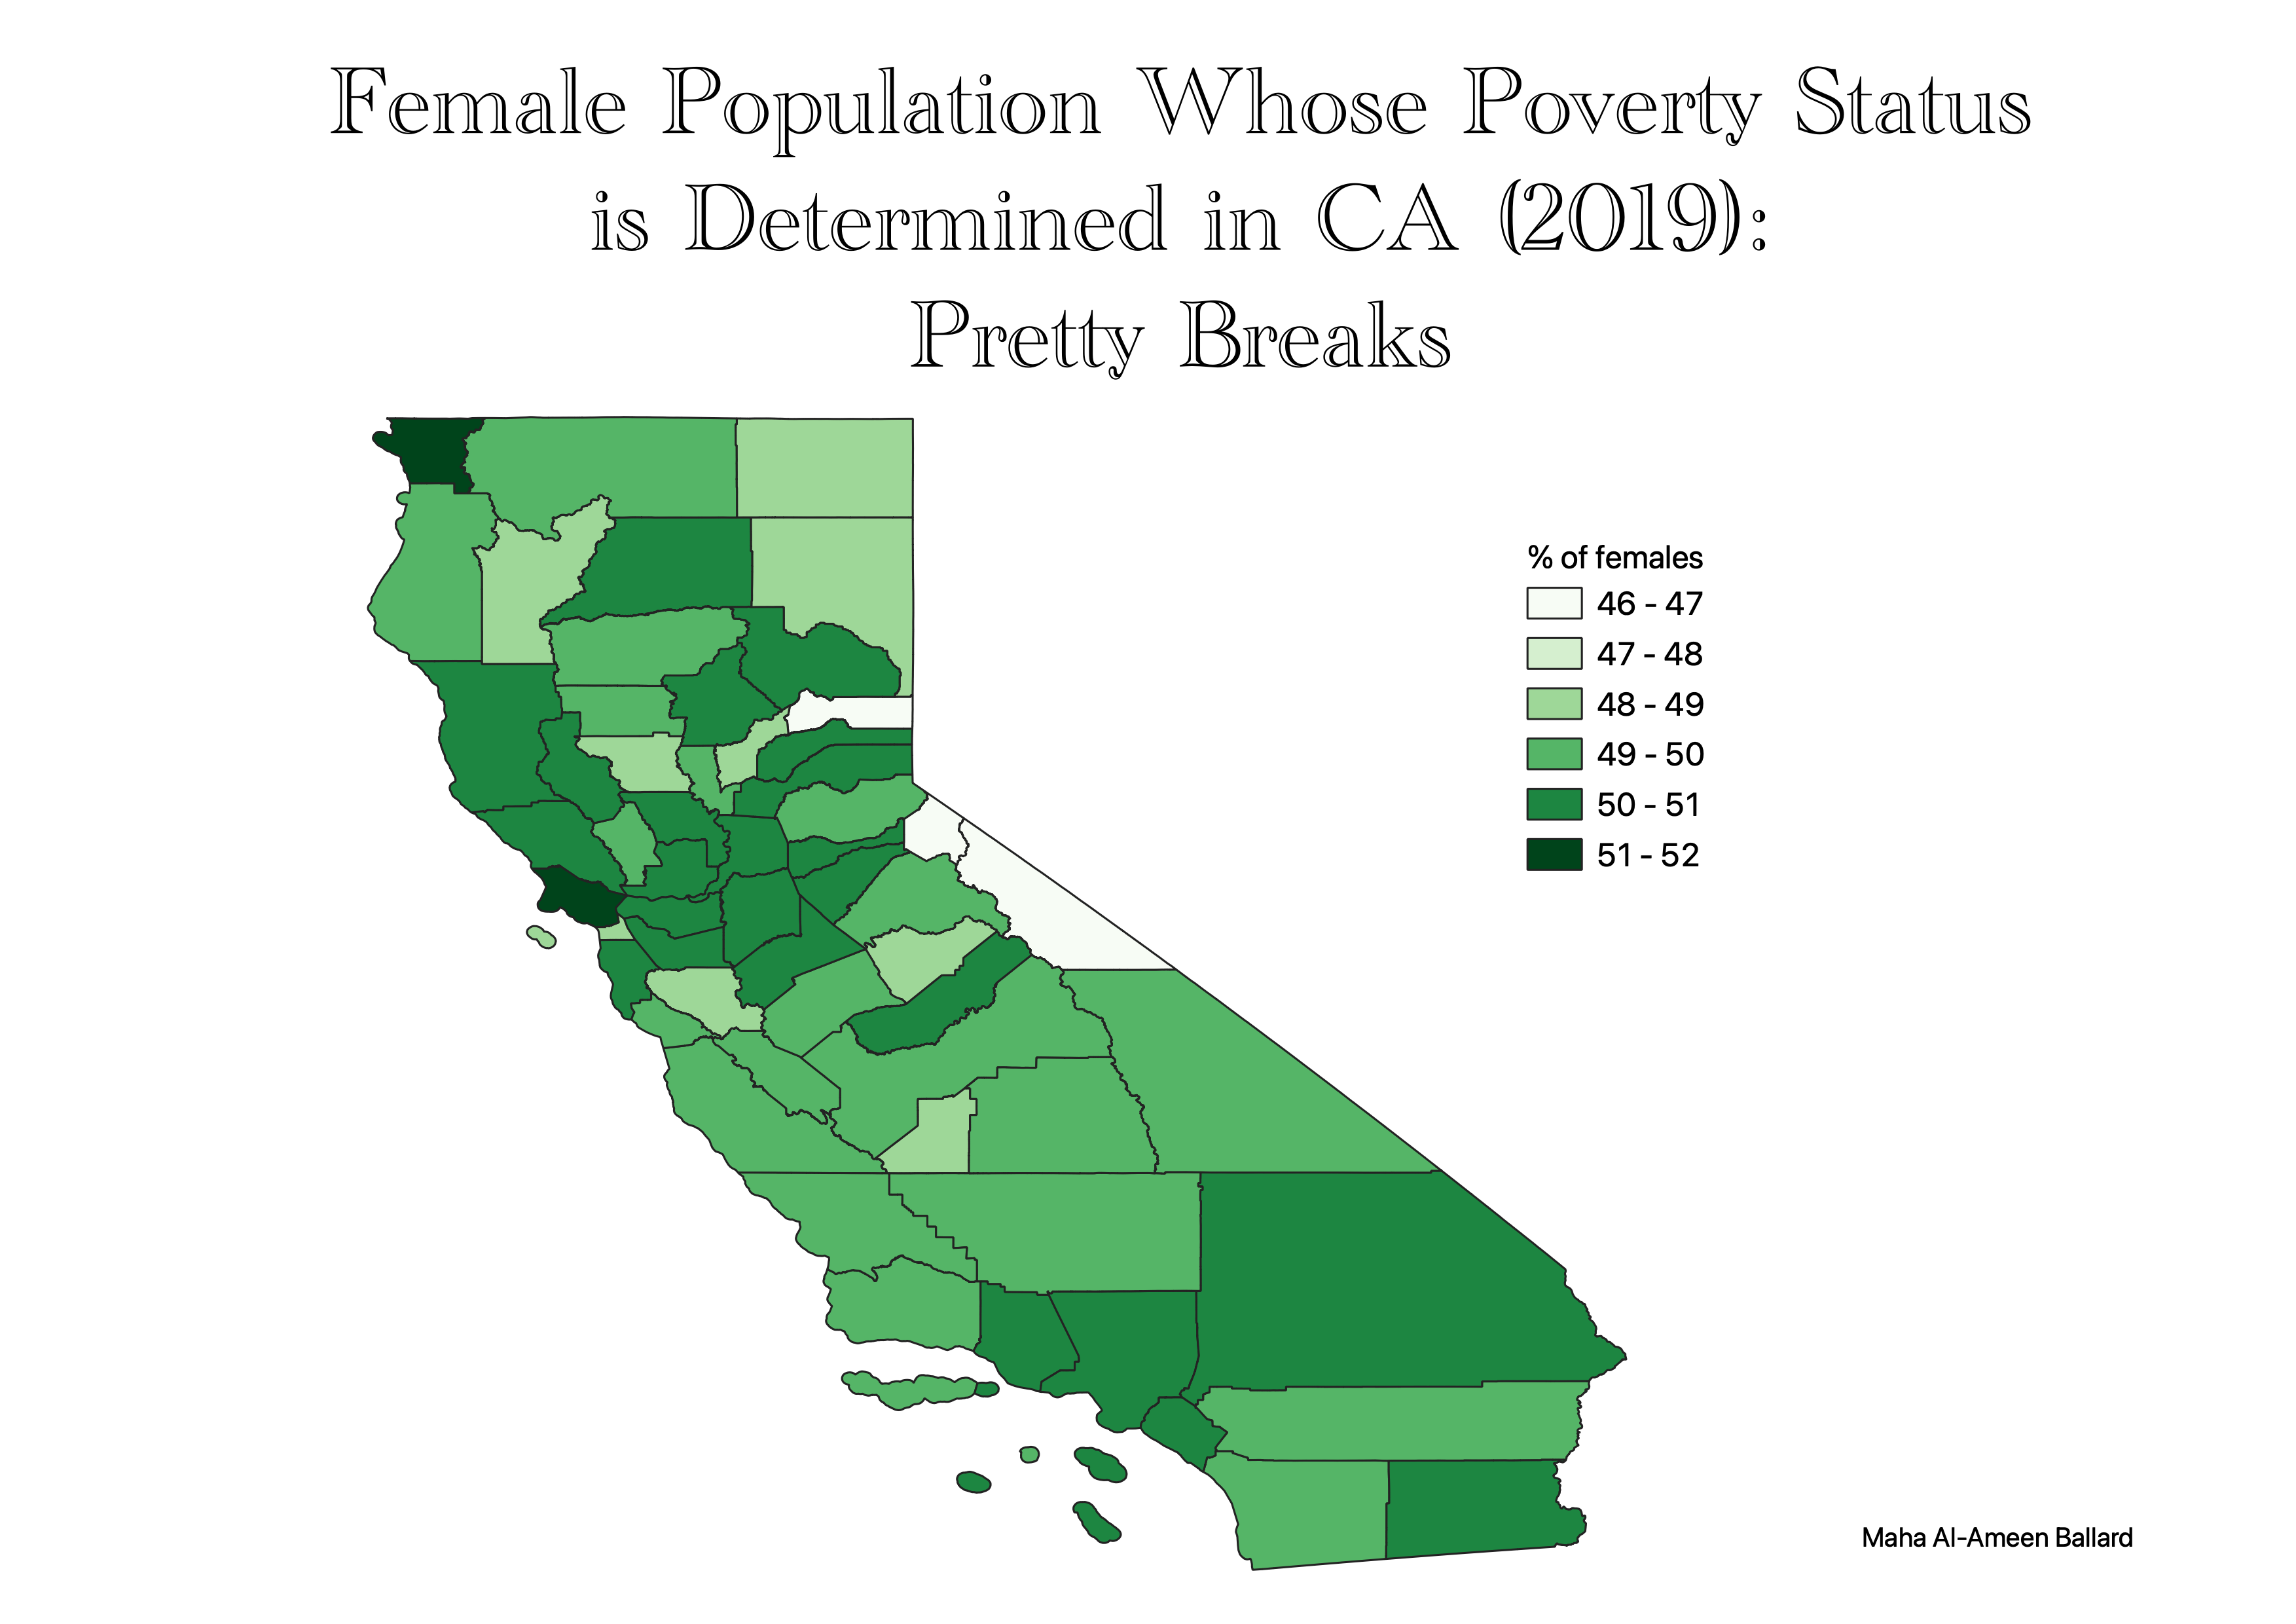 Female Population Whose Poverty Status
is Determined in CA (2019):
Pretty Breaks
% of females
46 - 47
47 - 48
48 - 49
49 - 50
50 - 51
51 - 52
Maha Al-Ameen Ballard